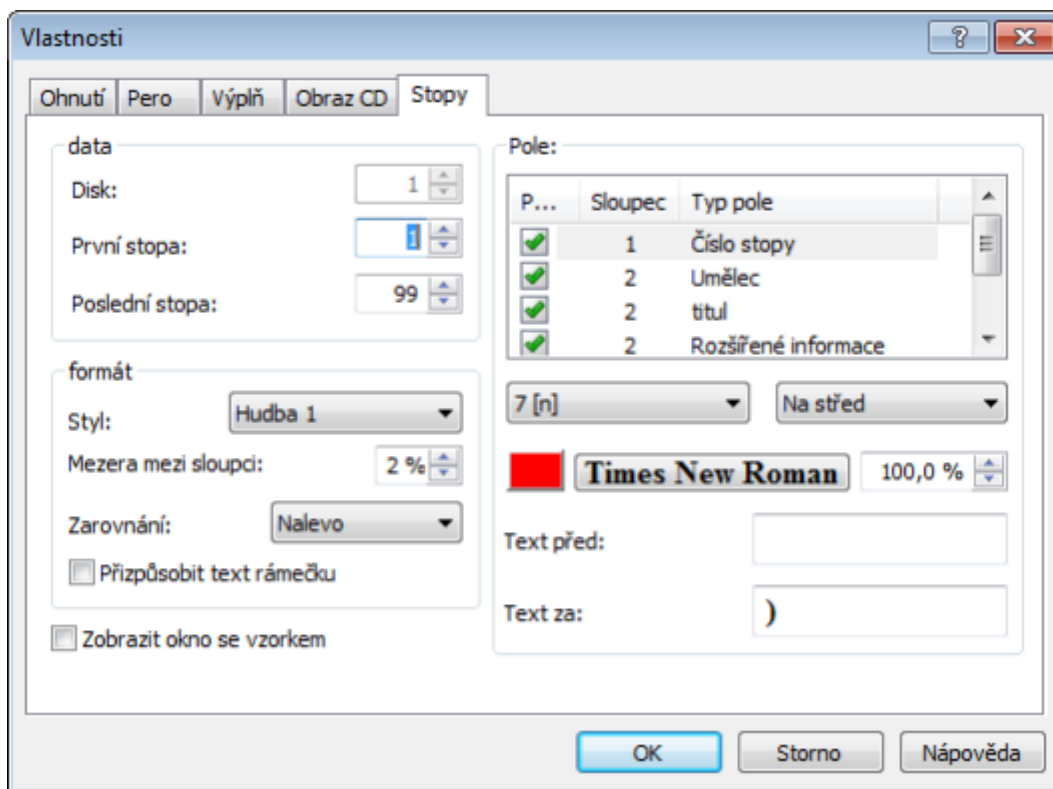 Vlastnosti
Ohnutí Pero Výplň Obraz CD Stopy
data
Disk: 1
První stopa: 1
Poslední stopa: 99
formát
Styl: Hudba 1
Mezera mezi sloupci: 2 %
Zarovnání: Nalevo
Přizpůsobit text rámečku
Zobrazit okno se vzorkem
Pole:
P... Sloupec Typ pole
1 Číslo stopy
2 Umělec
2 titul
2 Rozšířené informace
7 [n] Na střed
Times New Roman 100,0 %
Text před:
Text za: )
OK Storno Nápověda